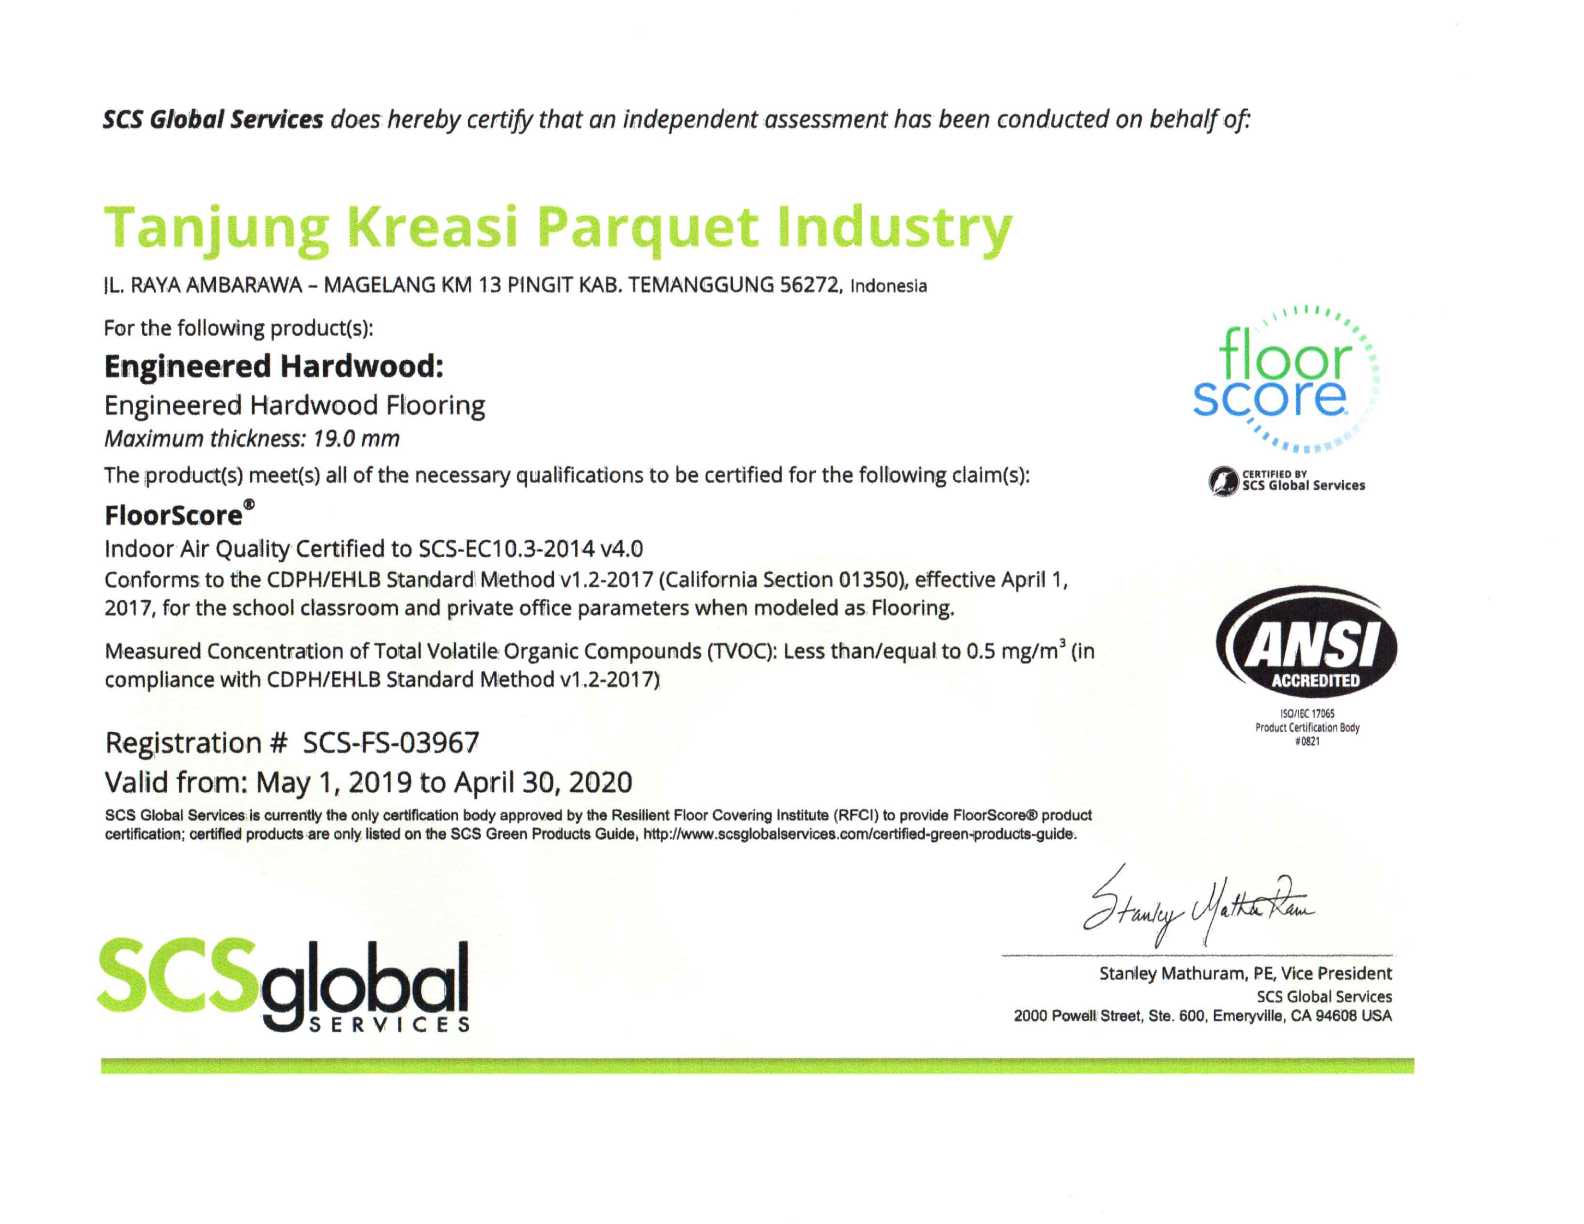 SCS Global Services does hereby certify that an independent assessment has been conducted on behalf of:
Tanjung Kreasi Parquet Industry
JL. RAYA AMBARAWA – MAGELANG KM 13 PINGIT KAB. TEMANGGUNG 56272, Indonesia
For the following product(s):
Engineered Hardwood:
Engineered Hardwood Flooring
Maximum thickness: 19.0 mm
The product(s) meet(s) all of the necessary qualifications to be certified for the following claim(s):
FloorScore®
Indoor Air Quality Certified to SCS-EC10.3-2014 v4.0
Conforms to the CDPH/EHLB Standard Method v1.2-2017 (California Section 01350), effective April 1,
2017, for the school classroom and private office parameters when modeled as Flooring.
Measured Concentration of Total Volatile Organic Compounds (TVOC): Less than/equal to 0.5 mg/m³ (in
compliance with CDPH/EHLB Standard Method v1.2-2017)
Registration # SCS-FS-03967
Valid from: May 1, 2019 to April 30, 2020
SCS Global Services is currently the only certification body approved by the Resilient Floor Covering Institute (RFCI) to provide FloorScore® product
certification; certified products are only listed on the SCS Green Products Guide, http://www.scsglobalservices.com/certified-green-products-guide.
floor
score
CERTIFIED BY
SCS Global Services
ANSI
ACCREDITED
ISO/IEC 17065
Product Certification Body
#0821
SCSglobal
SERVICES
Stanley Mathu Ram
Stanley Mathuram, PE, Vice President
SCS Global Services
2000 Powell Street, Ste. 600, Emeryville, CA 94608 USA